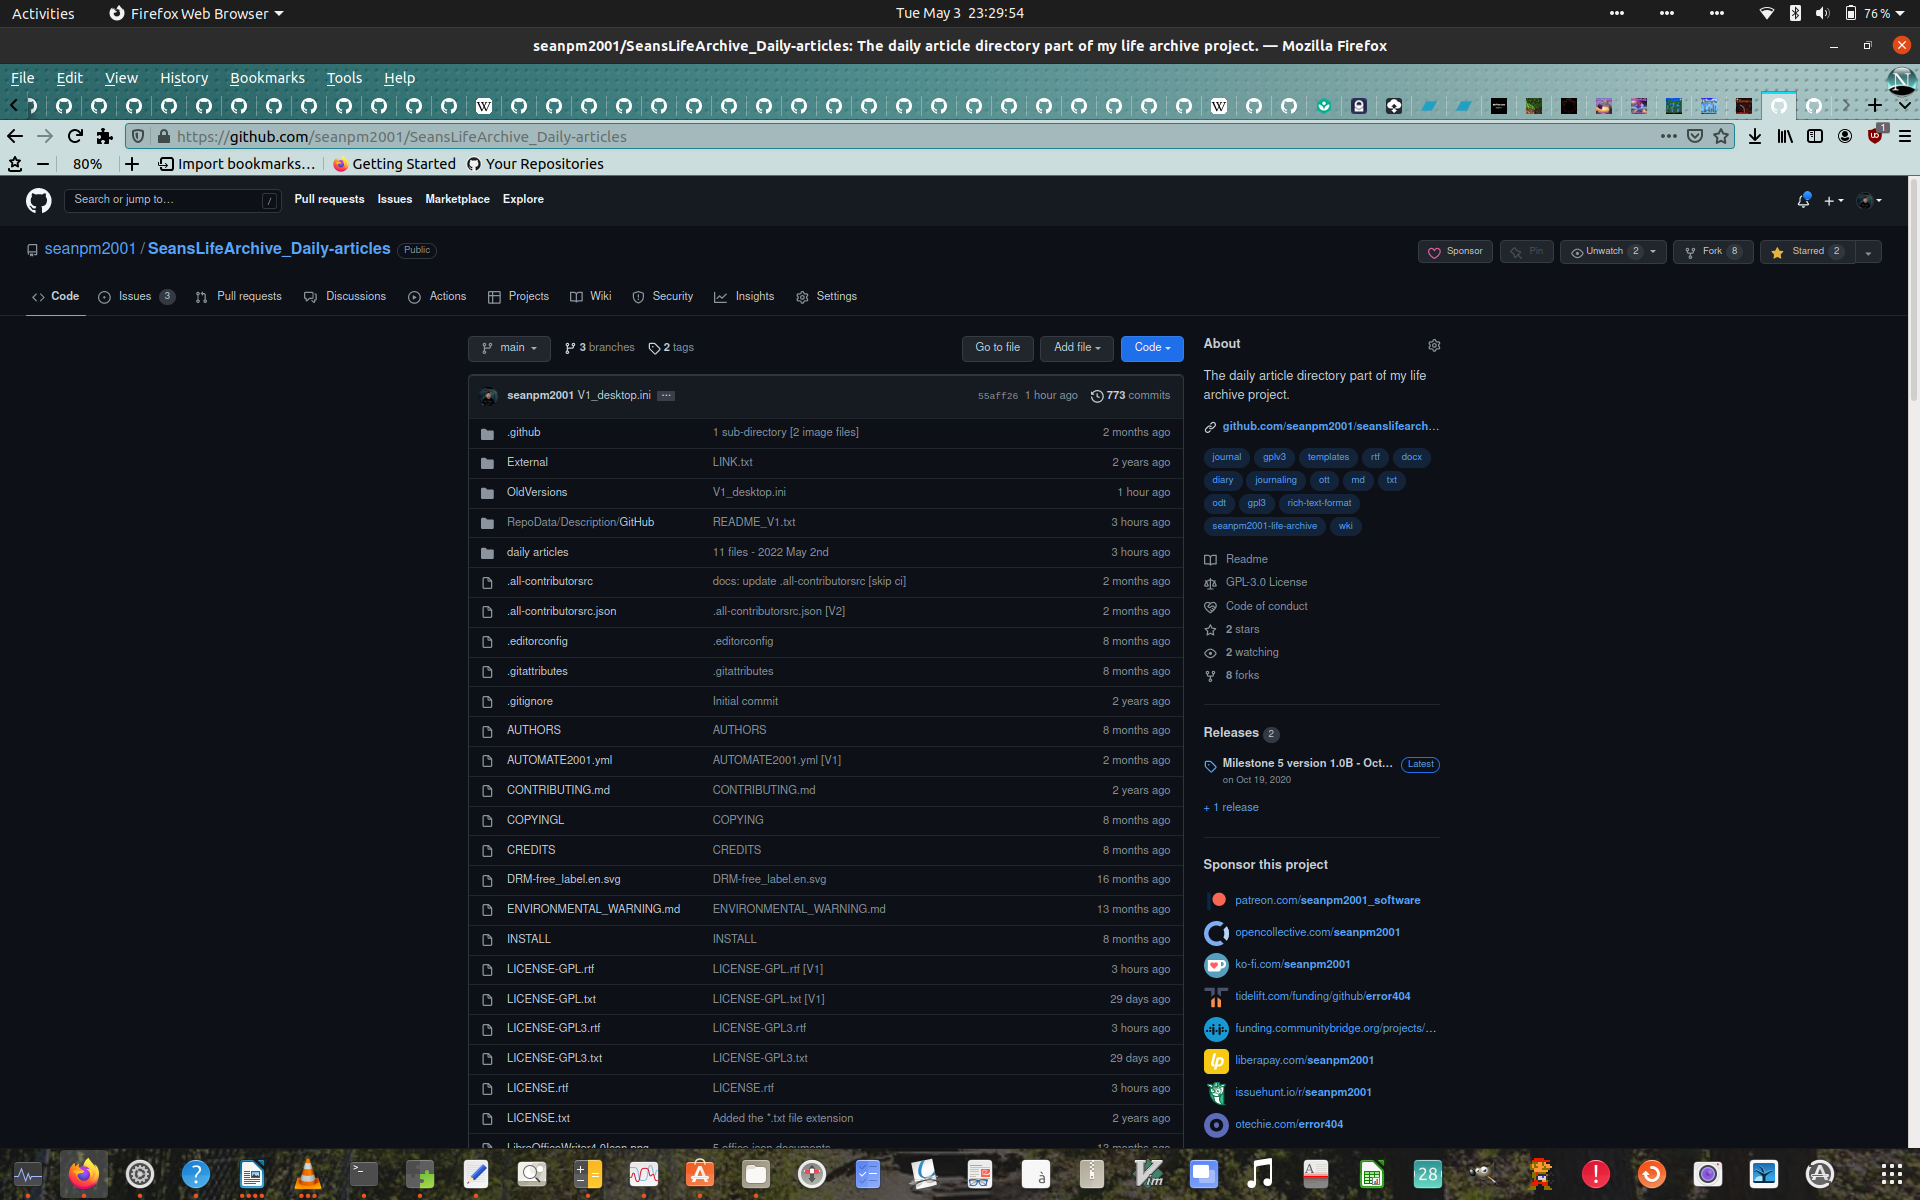 Activities Firefox Web Browser Tue May 3 23:29:54 76 %
seanpm2001/SeansLifeArchive_Daily-articles: The daily article directory part of my life archive project. — Mozilla Firefox
File Edit View History Bookmarks Tools Help
https://github.com/seanpm2001/SeansLifeArchive_Daily-articles
80% Import bookmarks… Getting Started Your Repositories
Search or jump to… / Pull requests Issues Marketplace Explore
seanpm2001 / SeansLifeArchive_Daily-articles Public Sponsor Pin Unwatch 2 Fork 8 Starred 2
Code Issues 3 Pull requests Discussions Actions Projects Wiki Security Insights Settings
main 3 branches 2 tags Go to file Add file Code
seanpm2001 V1_desktop.ini … 55aff26 1 hour ago 773 commits
.github 1 sub-directory [2 image files] 2 months ago
External LINK.txt 2 years ago
OldVersions V1_desktop.ini 1 hour ago
RepoData/Description/GitHub README_V1.txt 3 hours ago
daily articles 11 files - 2022 May 2nd 3 hours ago
.all-contributorsrc docs: update .all-contributorsrc [skip ci] 2 months ago
.all-contributorsrc.json .all-contributorsrc.json [V2] 2 months ago
.editorconfig .editorconfig 8 months ago
.gitattributes .gitattributes 8 months ago
.gitignore Initial commit 2 years ago
AUTHORS AUTHORS 8 months ago
AUTOMATE2001.yml AUTOMATE2001.yml [V1] 2 months ago
CONTRIBUTING.md CONTRIBUTING.md 2 years ago
COPYINGL COPYING 8 months ago
CREDITS CREDITS 8 months ago
DRM-free_label.en.svg DRM-free_label.en.svg 16 months ago
ENVIRONMENTAL_WARNING.md ENVIRONMENTAL_WARNING.md 13 months ago
INSTALL INSTALL 8 months ago
LICENSE-GPL.rtf LICENSE-GPL.rtf [V1] 3 hours ago
LICENSE-GPL.txt LICENSE-GPL.txt [V1] 29 days ago
LICENSE-GPL3.rtf LICENSE-GPL3.rtf 3 hours ago
LICENSE-GPL3.txt LICENSE-GPL3.txt 29 days ago
LICENSE.rtf LICENSE.rtf 3 hours ago
LICENSE.txt Added the *.txt file extension 2 years ago
About
The daily article directory part of my life
archive project.
github.com/seanpm2001/seanslifearch…
journal gplv3 templates rtf docx
diary journaling ott md txt
odt gpl3 rich-text-format
seanpm2001-life-archive wki
Readme
GPL-3.0 License
Code of conduct
2 stars
2 watching
8 forks
Releases 2
Milestone 5 version 1.0B - Oct… Latest
on Oct 19, 2020
+ 1 release
Sponsor this project
patreon.com/seanpm2001_software
opencollective.com/seanpm2001
ko-fi.com/seanpm2001
tidelift.com/funding/github/error404
funding.communitybridge.org/projects/…
liberapay.com/seanpm2001
issuehunt.io/r/seanpm2001
otechie.com/error404
28